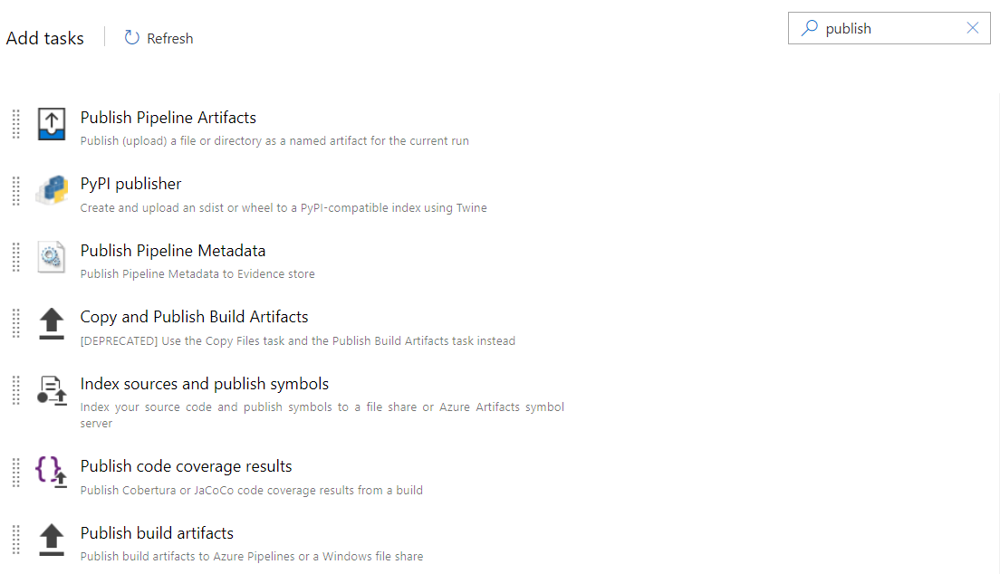 Add tasks
Refresh
publish
Publish Pipeline Artifacts
Publish (upload) a file or directory as a named artifact for the current run
PyPI publisher
Create and upload an sdist or wheel to a PyPI-compatible index using Twine
Publish Pipeline Metadata
Publish Pipeline Metadata to Evidence store
Copy and Publish Build Artifacts
[DEPRECATED] Use the Copy Files task and the Publish Build Artifacts task instead
Index sources and publish symbols
Index your source code and publish symbols to a file share or Azure Artifacts symbol
server
Publish code coverage results
Publish Cobertura or JaCoCo code coverage results from a build
Publish build artifacts
Publish build artifacts to Azure Pipelines or a Windows file share